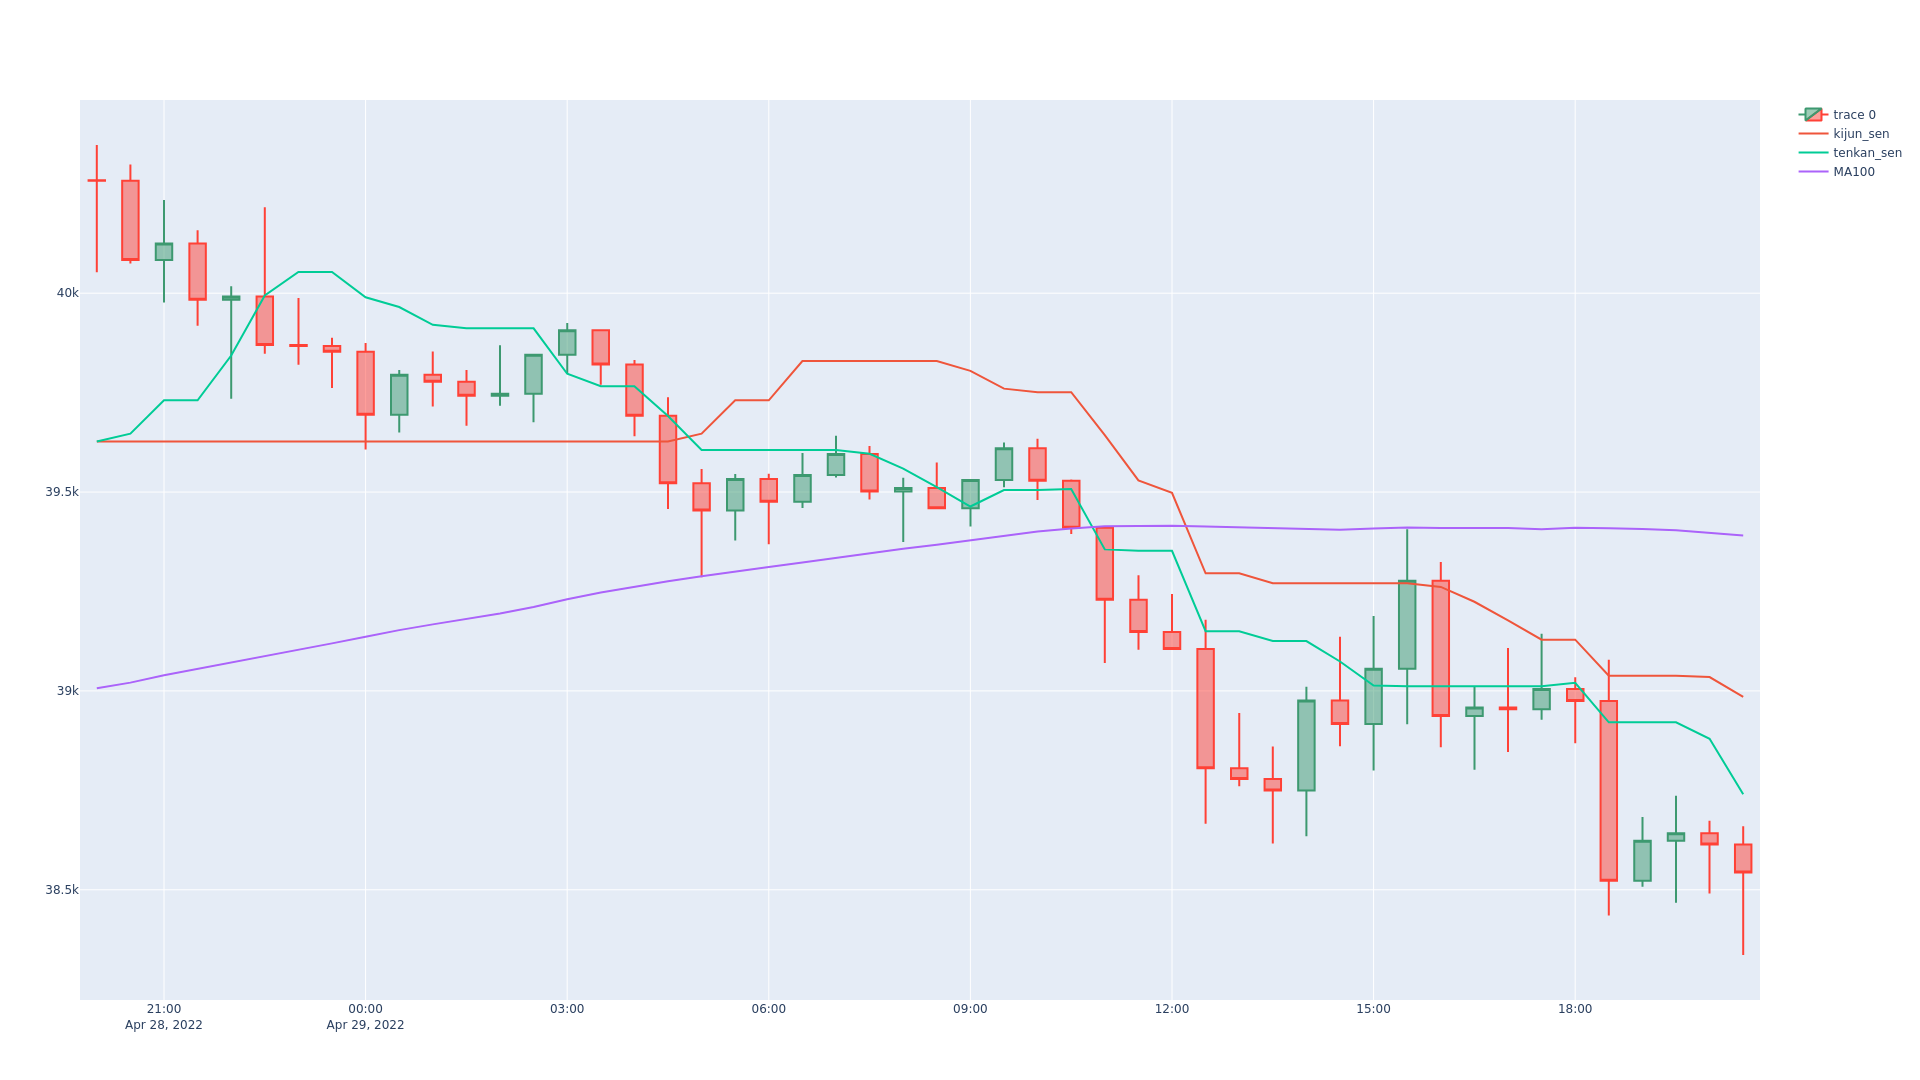 trace 0
kijun_sen
tenkan_sen
MA100
40k
39.5k
39k
38.5k
21:00 00:00 03:00 06:00 09:00 12:00 15:00 18:00
Apr 28, 2022 Apr 29, 2022